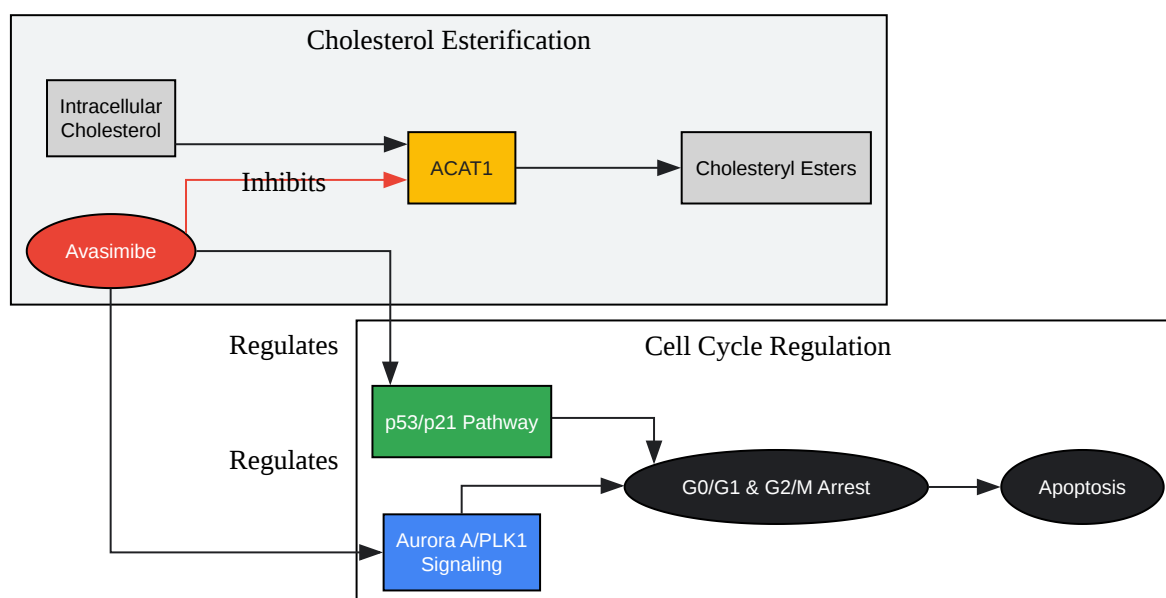 Cholesterol Esterification
Intracellular
Cholesterol
ACAT1
Cholesteryl Esters
Inhibits
Avasimibe
Regulates
Cell Cycle Regulation
p53/p21 Pathway
Regulates
G0/G1 & G2/M Arrest
Apoptosis
Aurora A/PLK1
Signaling